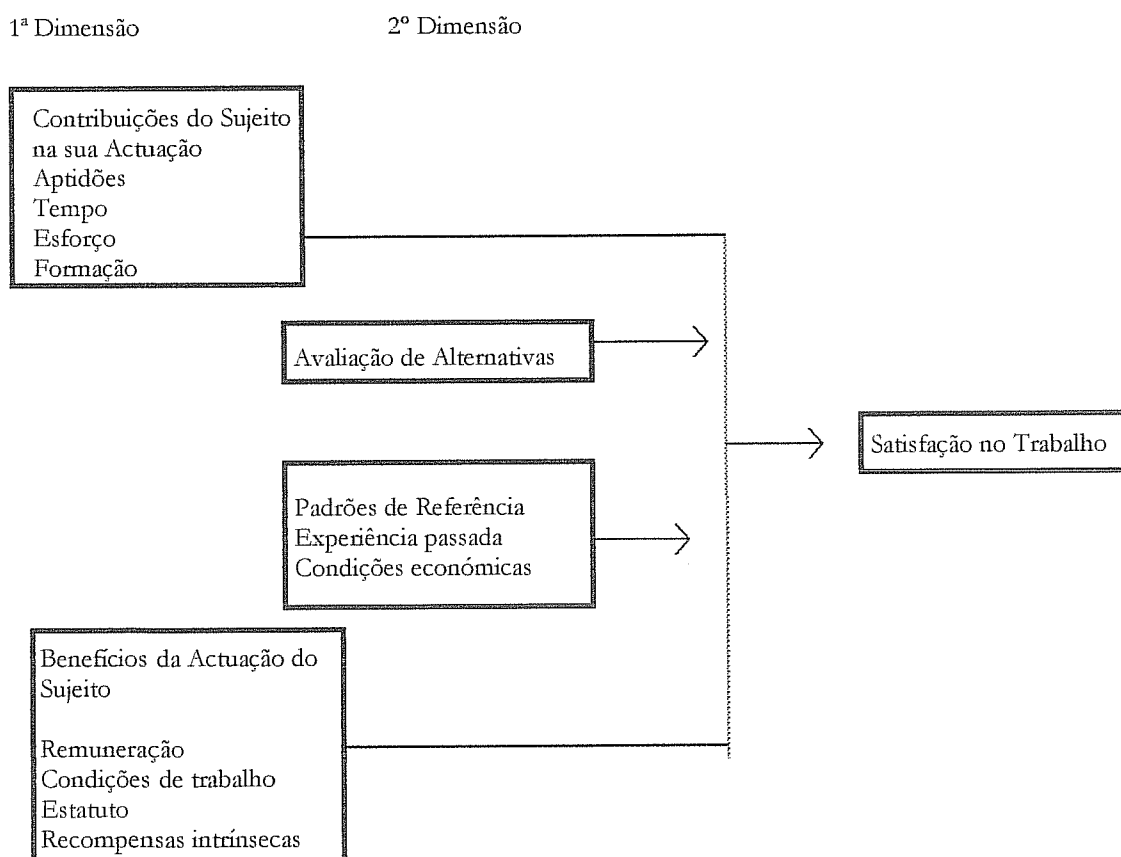 1ª Dimensão
2º Dimensão
Contribuições do Sujeito
na sua Actuação
Aptidões
Tempo
Esforço
Formação
Avaliação de Alternativas
Satisfação no Trabalho
Padrões de Referência
Experiência passada
Condições económicas
Benefícios da Actuação do
Sujeito
Remuneração
Condições de trabalho
Estatuto
Recompensas intrínsecas